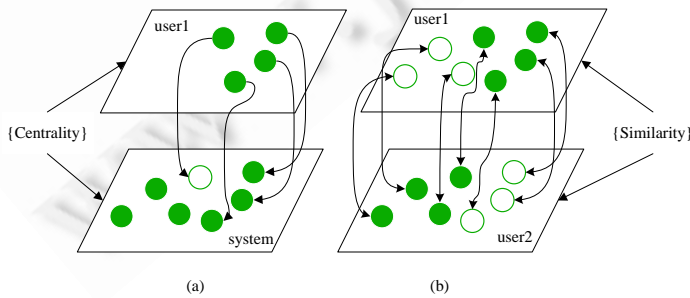 user1
user1
{Centrality}
{Similarity}
system
user2
(a)
(b)